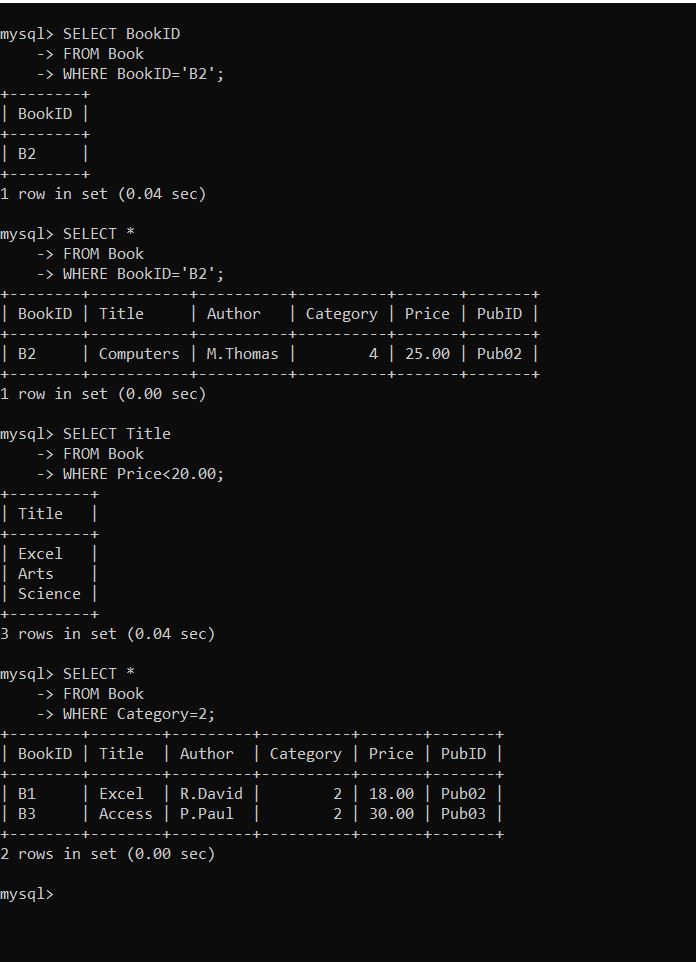 mysql> SELECT BookID
    -> FROM Book
    -> WHERE BookID='B2';
+--------+
| BookID |
+--------+
| B2     |
+--------+
1 row in set (0.04 sec)

mysql> SELECT *
    -> FROM Book
    -> WHERE BookID='B2';
+--------+-----------+----------+----------+-------+-------+
| BookID | Title     | Author   | Category | Price | PubID |
+--------+-----------+----------+----------+-------+-------+
| B2     | Computers | M.Thomas |        4 | 25.00 | Pub02 |
+--------+-----------+----------+----------+-------+-------+
1 row in set (0.00 sec)

mysql> SELECT Title
    -> FROM Book
    -> WHERE Price<20.00;
+---------+
| Title   |
+---------+
| Excel   |
| Arts    |
| Science |
+---------+
3 rows in set (0.04 sec)

mysql> SELECT *
    -> FROM Book
    -> WHERE Category=2;
+--------+--------+---------+----------+-------+-------+
| BookID | Title  | Author  | Category | Price | PubID |
+--------+--------+---------+----------+-------+-------+
| B1     | Excel  | R.David |        2 | 18.00 | Pub02 |
| B3     | Access | P.Paul  |        2 | 30.00 | Pub03 |
+--------+--------+---------+----------+-------+-------+
2 rows in set (0.00 sec)

mysql>